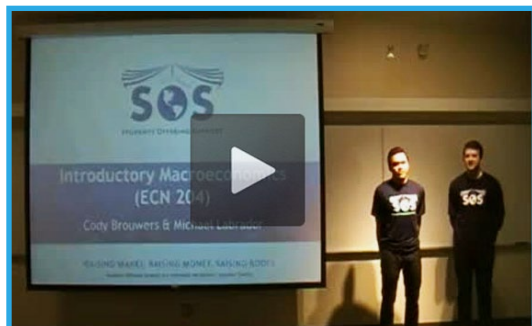 SOS
STUDENTS OFFERING SUPPORT
Introductory Macroeconomics
(ECN 204)
Cody Brouwers & Michael Labrador
RAISING MARKS. RAISING MONEY. RAISING ROOFS.
SOS
SOS